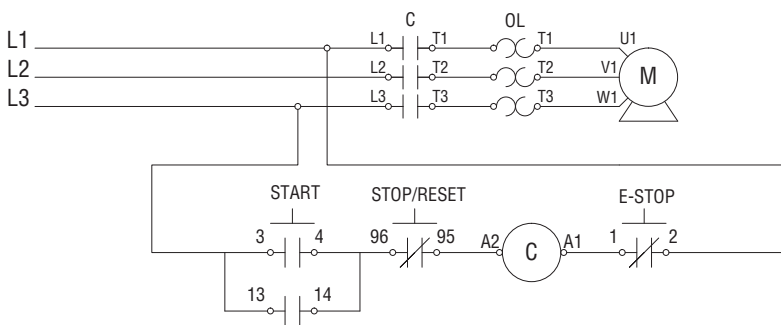 C OL
L1 L1 T1 T1 U1
L2 L2 T2 T2 V1 M
L3 L3 T3 T3 W1
START STOP/RESET E-STOP
3 4 96 95 A2 C A1 1 2
13 14